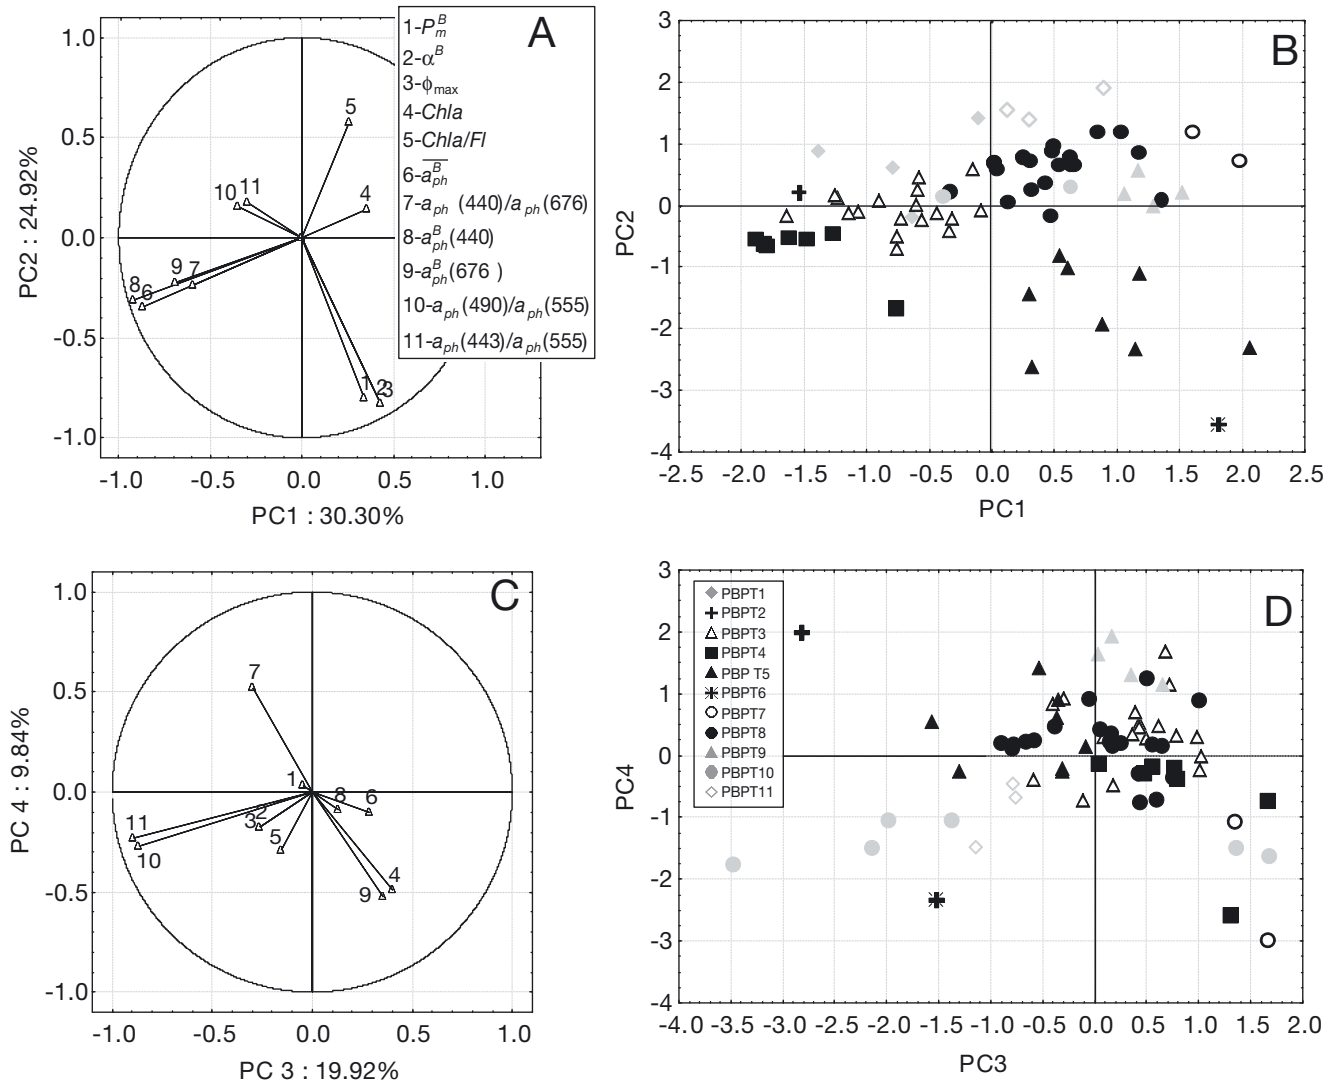 A
1-P_m^B
2-α^B
3-ϕ_max
4-Chla
5-Chla/Fl
6-a_ph^B
7-a_ph (440)/a_ph(676)
8-a_ph^B(440)
9-a_ph^B(676 )
10-a_ph(490)/a_ph(555)
11-a_ph(443)/a_ph(555)
1.0
0.5
0.0
-0.5
-1.0
PC2 : 24.92%
5
4
10
11
9
7
8
6
1
2
3
-1.0 -0.5 0.0 0.5 1.0
PC1 : 30.30%
B
3
2
1
0
-1
-2
-3
-4
PC2
-2.5 -2.0 -1.5 -1.0 -0.5 0.0 0.5 1.0 1.5 2.0 2.5
PC1
C
1.0
0.5
0.0
-0.5
-1.0
PC 4 : 9.84%
7
1
8
6
11
10
3
2
5
4
9
-1.0 -0.5 0.0 0.5 1.0
PC 3 : 19.92%
D
PBPT1
PBPT2
PBPT3
PBPT4
PBP T5
PBPT6
PBPT7
PBPT8
PBPT9
PBPT10
PBPT11
3
2
1
0
-1
-2
-3
-4
PC4
-4.0 -3.5 -3.0 -2.5 -2.0 -1.5 -1.0 -0.5 0.0 0.5 1.0 1.5 2.0
PC3